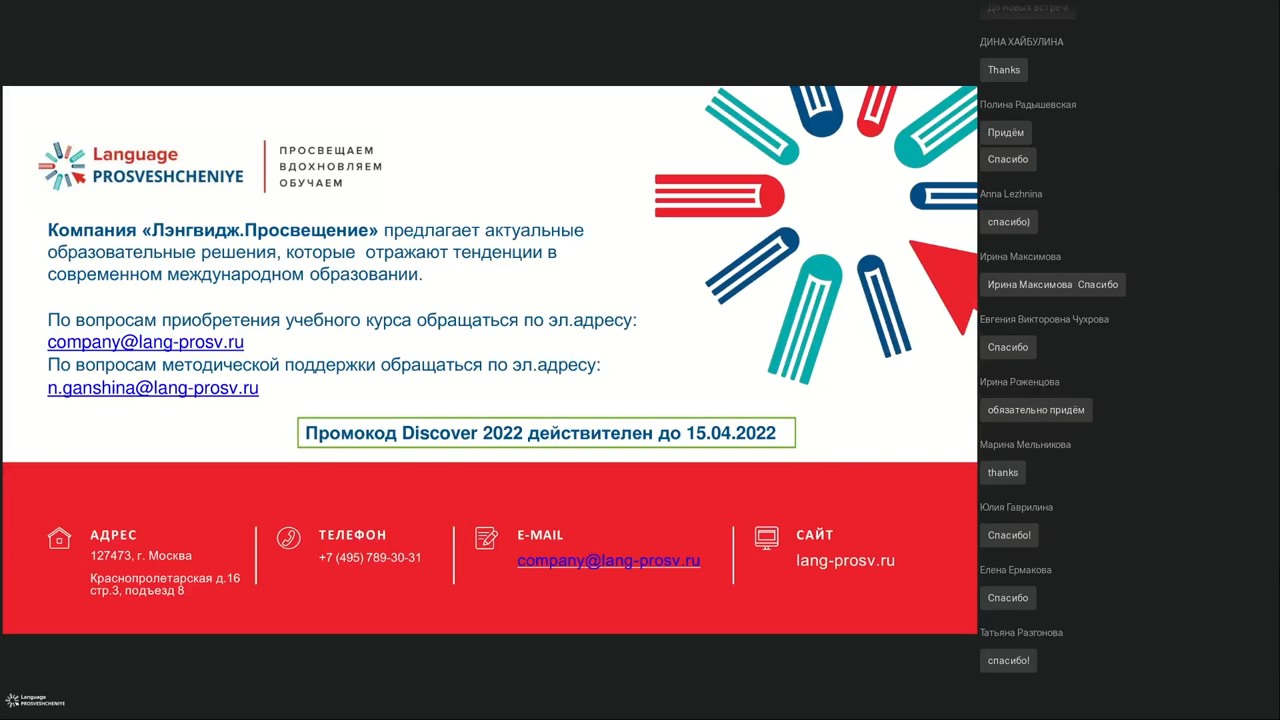 До новых встреч!
ДИНА ХАЙБУЛИНА
Thanks
Полина Радышевская
Придём
Спасибо
Anna Lezhnina
спасибо)
Ирина Максимова
Ирина Максимова Спасибо
Евгения Викторовна Чухрова
Спасибо
Ирина Роженцова
обязательно придём
Марина Мельникова
thanks
Юлия Гаврилина
Спасибо!
Елена Ермакова
Спасибо
Татьяна Разгонова
спасибо!
Language
PROSVESHCHENIYE
ПРОСВЕЩАЕМ
ВДОХНОВЛЯЕМ
ОБУЧАЕМ
Компания «Лэнгвидж.Просвещение» предлагает актуальные
образовательные решения, которые отражают тенденции в
современном международном образовании.
По вопросам приобретения учебного курса обращаться по эл.адресу:
company@lang-prosv.ru
По вопросам методической поддержки обращаться по эл.адресу:
n.ganshina@lang-prosv.ru
Промокод Discover 2022 действителен до 15.04.2022
АДРЕС
127473, г. Москва
Краснопролетарская д.16
стр.3, подъезд 8
ТЕЛЕФОН
+7 (495) 789-30-31
E-MAIL
company@lang-prosv.ru
САЙТ
lang-prosv.ru
Language
PROSVESHCHENIYE